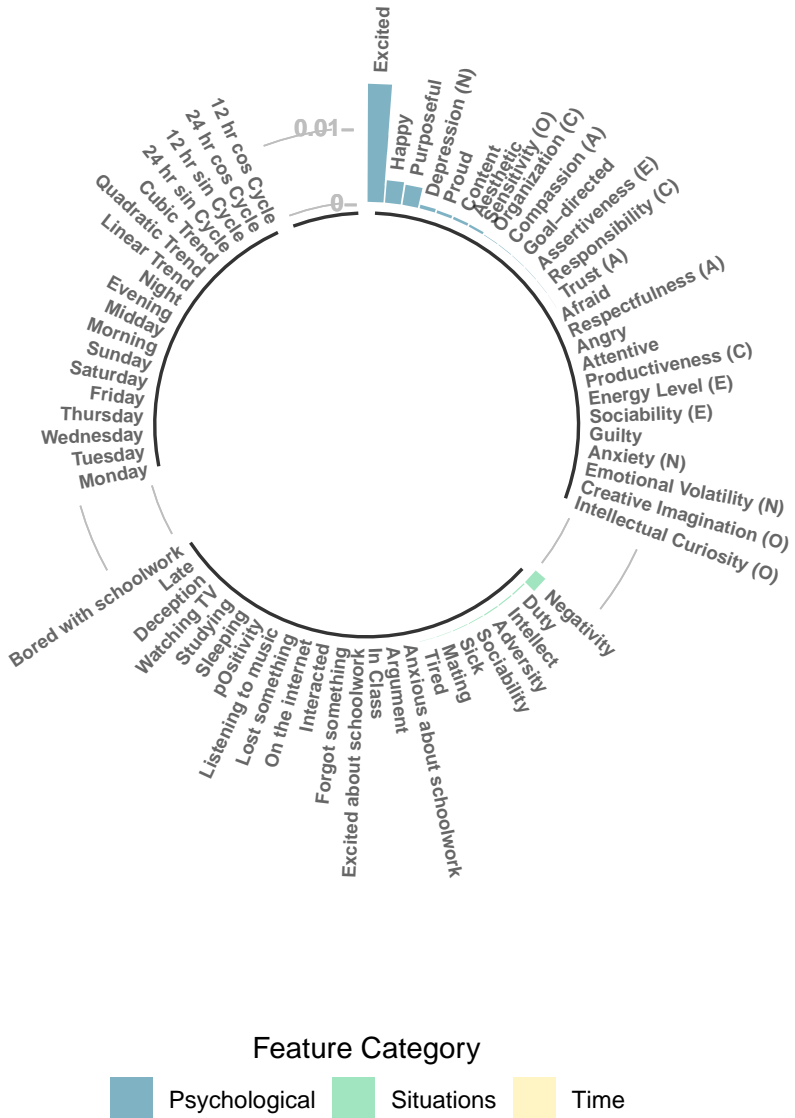 Excited
Happy
Purposeful
Depression (N)
Proud
Content
Aesthetic
Sensitivity (O)
Organization (C)
Compassion (A)
Goal−directed
Assertiveness (E)
Responsibility (C)
Trust (A)
Afraid
Respectfulness (A)
Angry
Attentive
Productiveness (C)
Energy Level (E)
Sociability (E)
Guilty
Anxiety (N)
Emotional Volatility (N)
Creative Imagination (O)
Intellectual Curiosity (O)
Negativity
Duty
Intellect
Adversity
Sociability
Sick
Mating
Tired
Anxious about schoolwork
Argument
In Class
Excited about schoolwork
Forgot something
Interacted
On the internet
Lost something
Listening to music
pOsitivity
Sleeping
Studying
Watching TV
Deception
Late
Bored with schoolwork
Monday
Tuesday
Wednesday
Thursday
Friday
Saturday
Sunday
Morning
Midday
Evening
Night
Linear Trend
Quadratic Trend
Cubic Trend
24 hr sin Cycle
12 hr sin Cycle
24 hr cos Cycle
12 hr cos Cycle
0.01
0
Feature Category
Psychological
Situations
Time